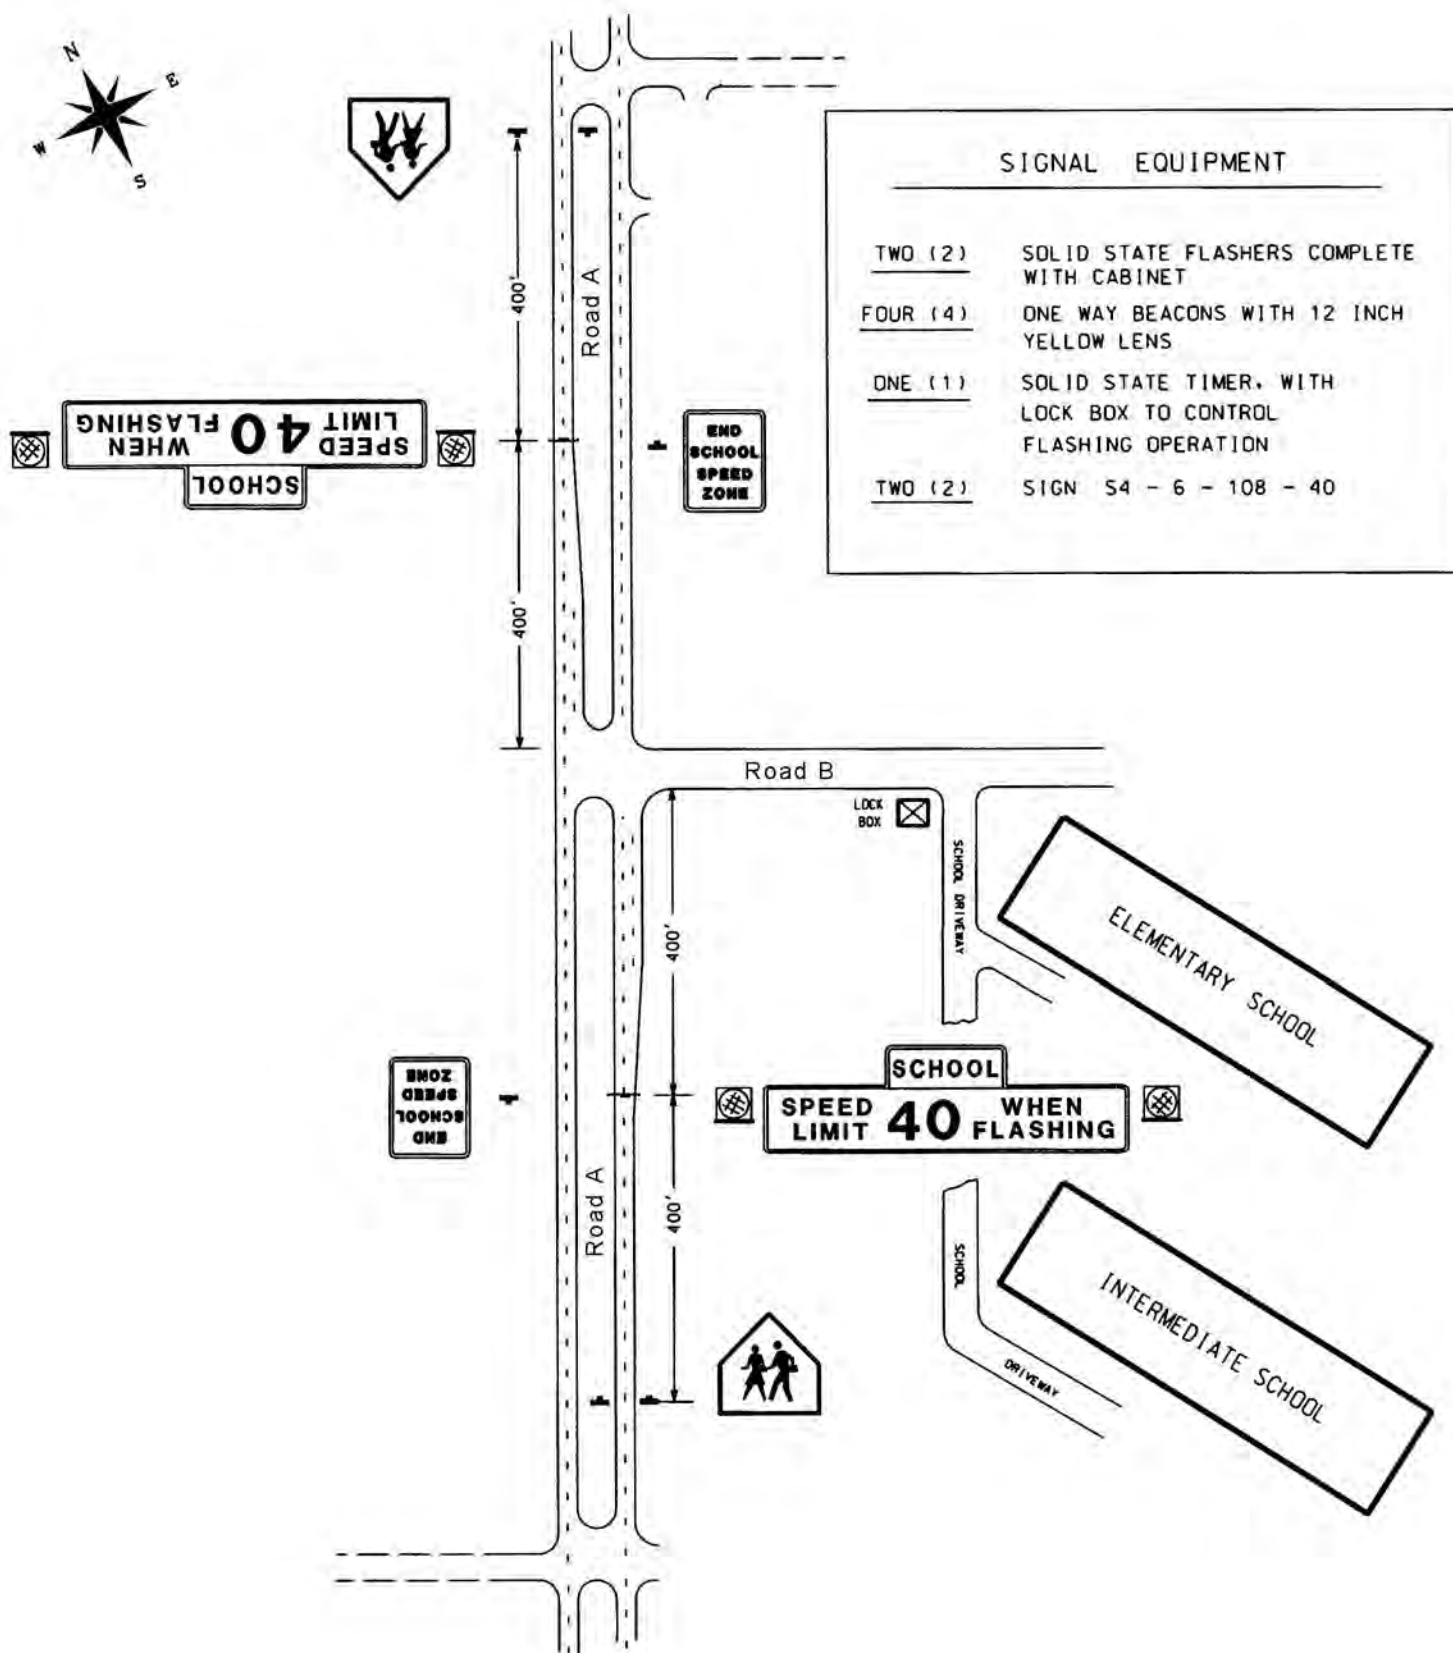 N
E
W
S
SIGNAL EQUIPMENT
TWO (2) SOLID STATE FLASHERS COMPLETE
WITH CABINET
FOUR (4) ONE WAY BEACONS WITH 12 INCH
YELLOW LENS
ONE (1) SOLID STATE TIMER. WITH
LOCK BOX TO CONTROL
FLASHING OPERATION
TWO (2) SIGN S4 - 6 - 108 - 40
400'
Road A
SCHOOL
SPEED LIMIT 40 WHEN FLASHING
END
SCHOOL
SPEED
ZONE
400'
Road B
LOCK
BOX
SCHOOL DRIVEWAY
ELEMENTARY SCHOOL
400'
END
SCHOOL
SPEED
ZONE
SCHOOL
SPEED LIMIT 40 WHEN FLASHING
Road A
400'
SCHOOL
DRIVEWAY
INTERMEDIATE SCHOOL